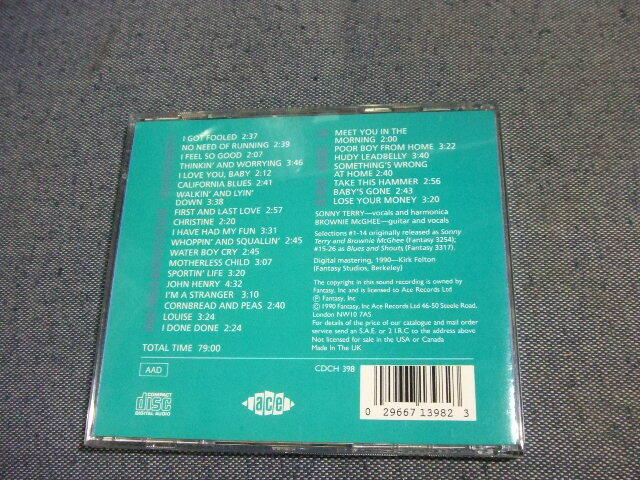 I GOT FOOLED 2:37
NO NEED OF RUNNING 2:39
I FEEL SO GOOD 2:07
THINKIN' AND WORRYING 3:46
I LOVE YOU, BABY 2:12
CALIFORNIA BLUES 2:41
WALKIN' AND LYIN'
DOWN 3:38
FIRST AND LAST LOVE 2:57
CHRISTINE 2:20
I HAVE HAD MY FUN 3:31
WHOPPIN' AND SQUALLIN' 2:45
WATER BOY CRY 2:45
MOTHERLESS CHILD 3:07
SPORTIN' LIFE 3:20
JOHN HENRY 4:32
I'M A STRANGER 3:10
CORNBREAD AND PEAS 2:40
LOUISE 3:14
I DONE DONE 2:24
TOTAL TIME 79:00
AAD
COMPACT
disc
DIGITAL AUDIO
ace
MEET YOU IN THE
MORNING 2:00
POOR BOY FROM HOME 3:22
HUDY LEADBELLY 3:40
SOMETHING'S WRONG
AT HOME 2:40
TAKE THIS HAMMER 2:56
BABY'S GONE 2:43
LOSE YOUR MONEY 3:20
SONNY TERRY—vocals and harmonica
BROWNIE McGHEE—guitar and vocals
Selections #1-14 originally released as Sonny
Terry and Brownie McGhee (Fantasy 3254);
#15-26 as Blues and Shouts (Fantasy 3317).
Digital mastering, 1990—Kirk Felton
(Fantasy Studios, Berkeley)
The copyright in this sound recording is owned by
Fantasy, Inc and is licensed to Ace Records Ltd
℗ Fantasy, Inc
© 1990 Fantasy, Inc Ace Records Ltd 46-50 Steele Road,
London NW10 7AS
For details of the price of our catalogue and mail order
service send an S.A.E. or 2 I.R.C. to the address above
Not licensed for sale in the USA or Canada
Made In The UK
CDCH 398
0 29667 13982 3